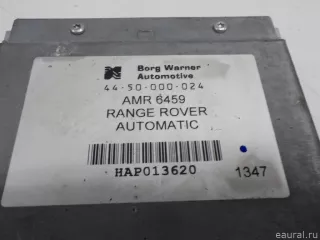 Borg Warner
Automotive
44-50-000-024
AMR 6459
RANGE ROVER
AUTOMATIC
HAP013620
1347
eaural.ru